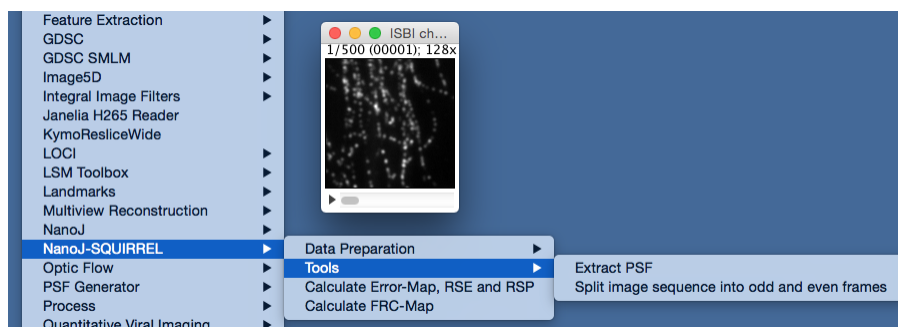 Feature Extraction
GDSC
GDSC SMLM
Image5D
Integral Image Filters
Janelia H265 Reader
KymoResliceWide
LOCI
LSM Toolbox
Landmarks
Multiview Reconstruction
NanoJ
NanoJ-SQUIRREL
Optic Flow
PSF Generator
Process
Quantitative Viral Imaging
ISBI ch...
1/500 (00001); 128x
Data Preparation
Tools
Calculate Error-Map, RSE and RSP
Calculate FRC-Map
Extract PSF
Split image sequence into odd and even frames